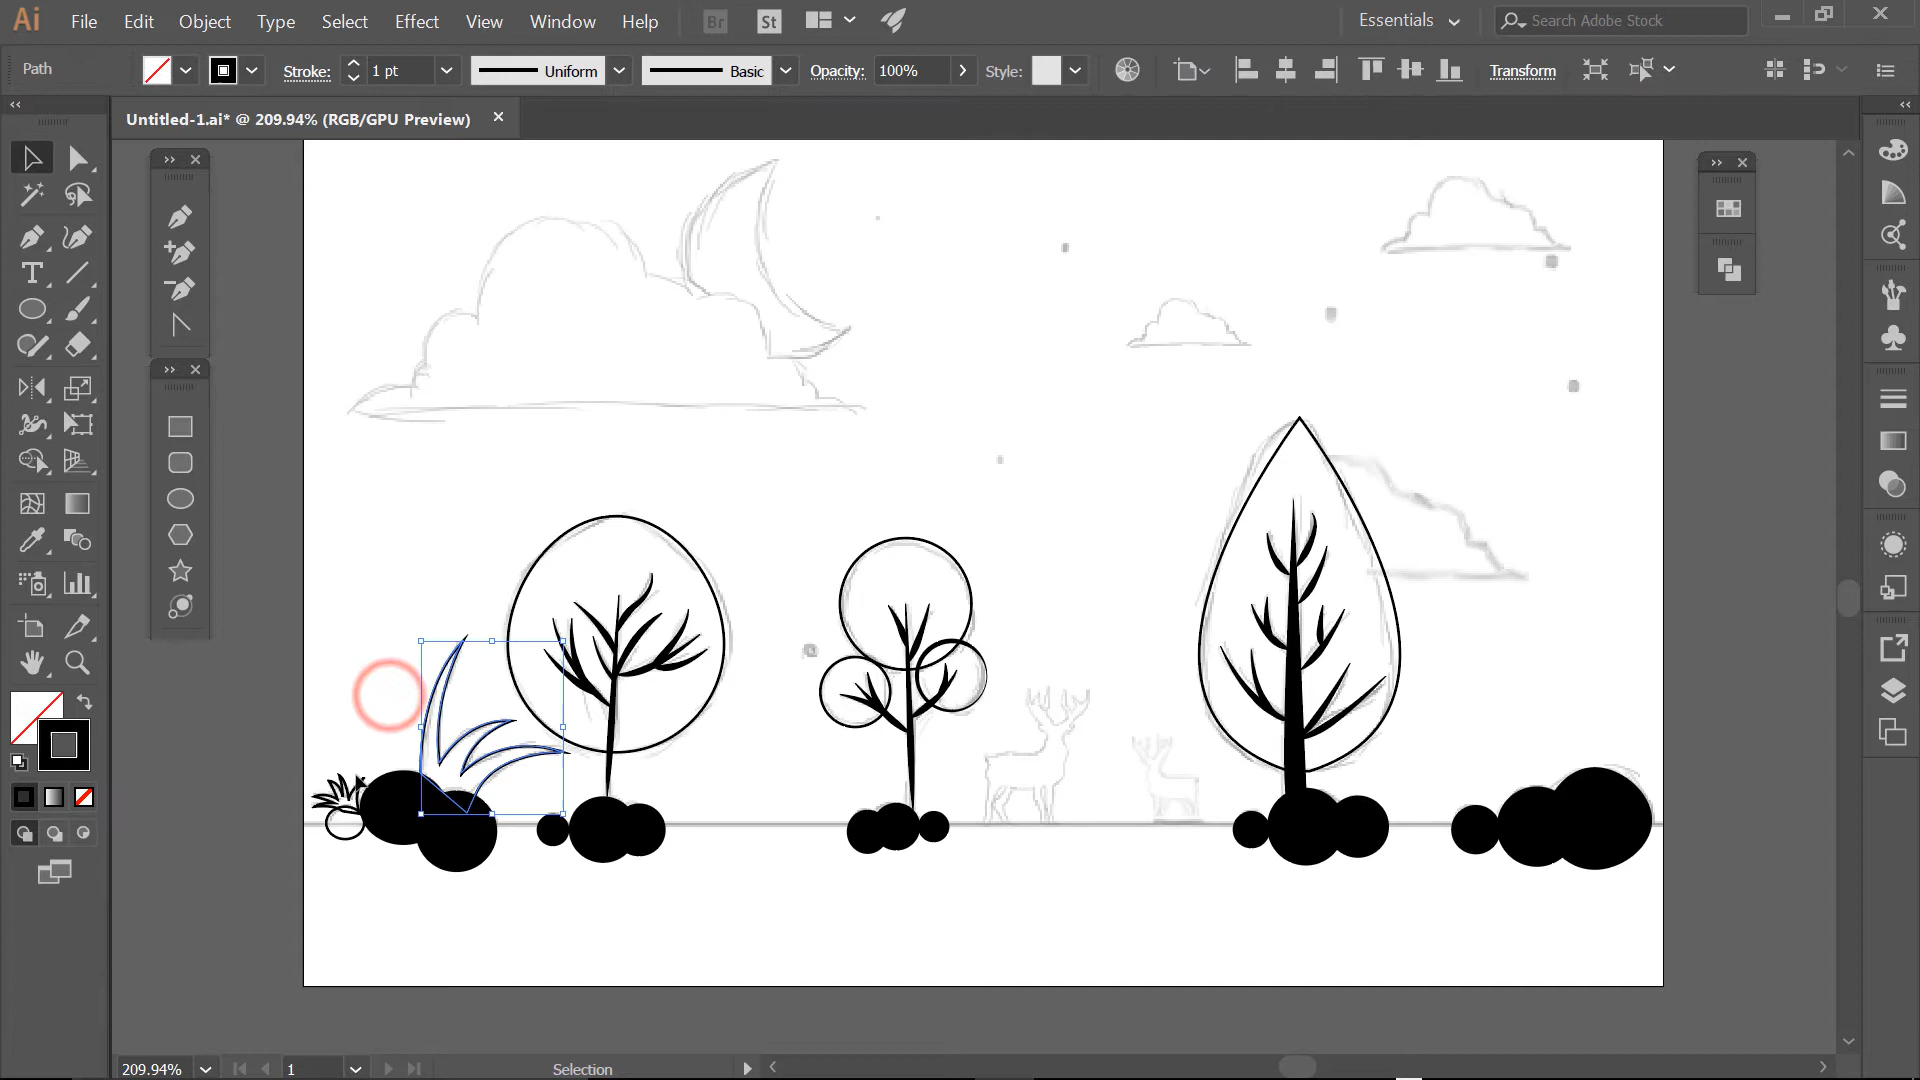 Ai File Edit Object Type Select Effect View Window Help Br St Essentials Search Adobe Stock
Path Stroke: 1 pt Uniform Basic Opacity: 100% Style: Transform
Untitled-1.ai* @ 209.94% (RGB/GPU Preview)
209.94% 1 Selection